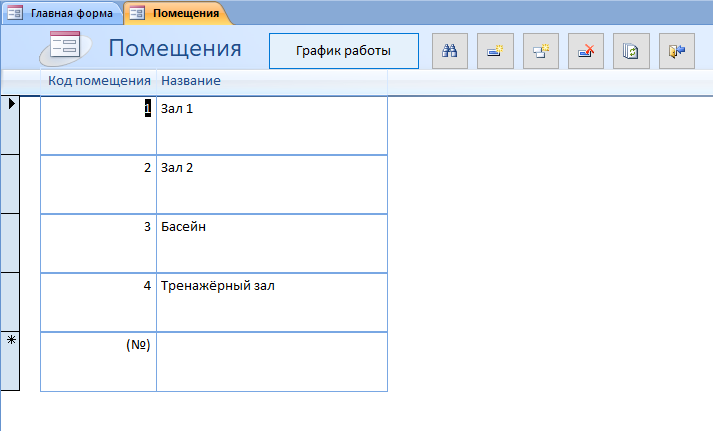 Главная форма Помещения
Помещения График работы
Код помещения Название
1 Зал 1
2 Зал 2
3 Басейн
4 Тренажёрный зал
(№)